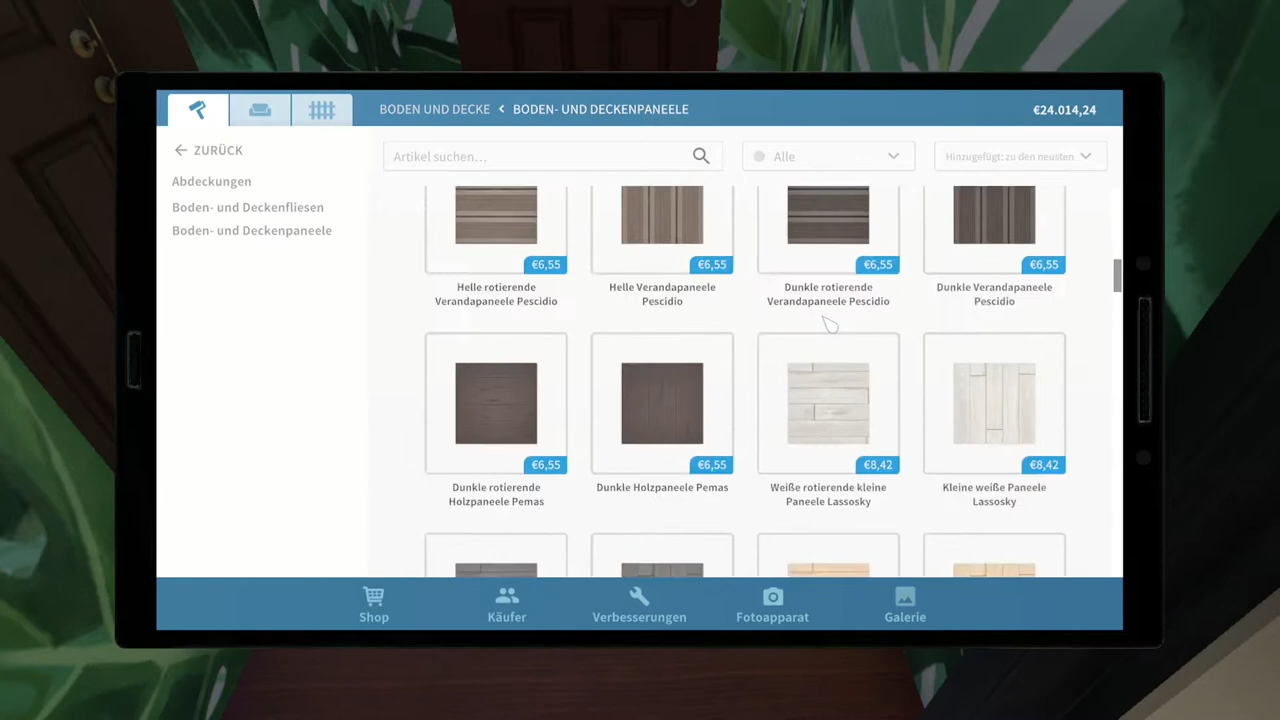 BODEN UND DECKE < BODEN- UND DECKENPANEELE
€24.014,24
ZURÜCK
Abdeckungen
Boden- und Deckenfliesen
Boden- und Deckenpaneele
Artikel suchen...
Alle
Hinzugefügt: zu den neusten
€6,55
€6,55
€6,55
€6,55
Helle rotierende
Verandapaneele Pescidio
Helle Verandapaneele
Pescidio
Dunkle rotierende
Verandapaneele Pescidio
Dunkle Verandapaneele
Pescidio
€6,55
€6,55
€8,42
€8,42
Dunkle rotierende
Holzpaneele Pemas
Dunkle Holzpaneele Pemas
Weiße rotierende kleine
Paneele Lassosky
Kleine weiße Paneele
Lassosky
Shop
Käufer
Verbesserungen
Fotoapparat
Galerie